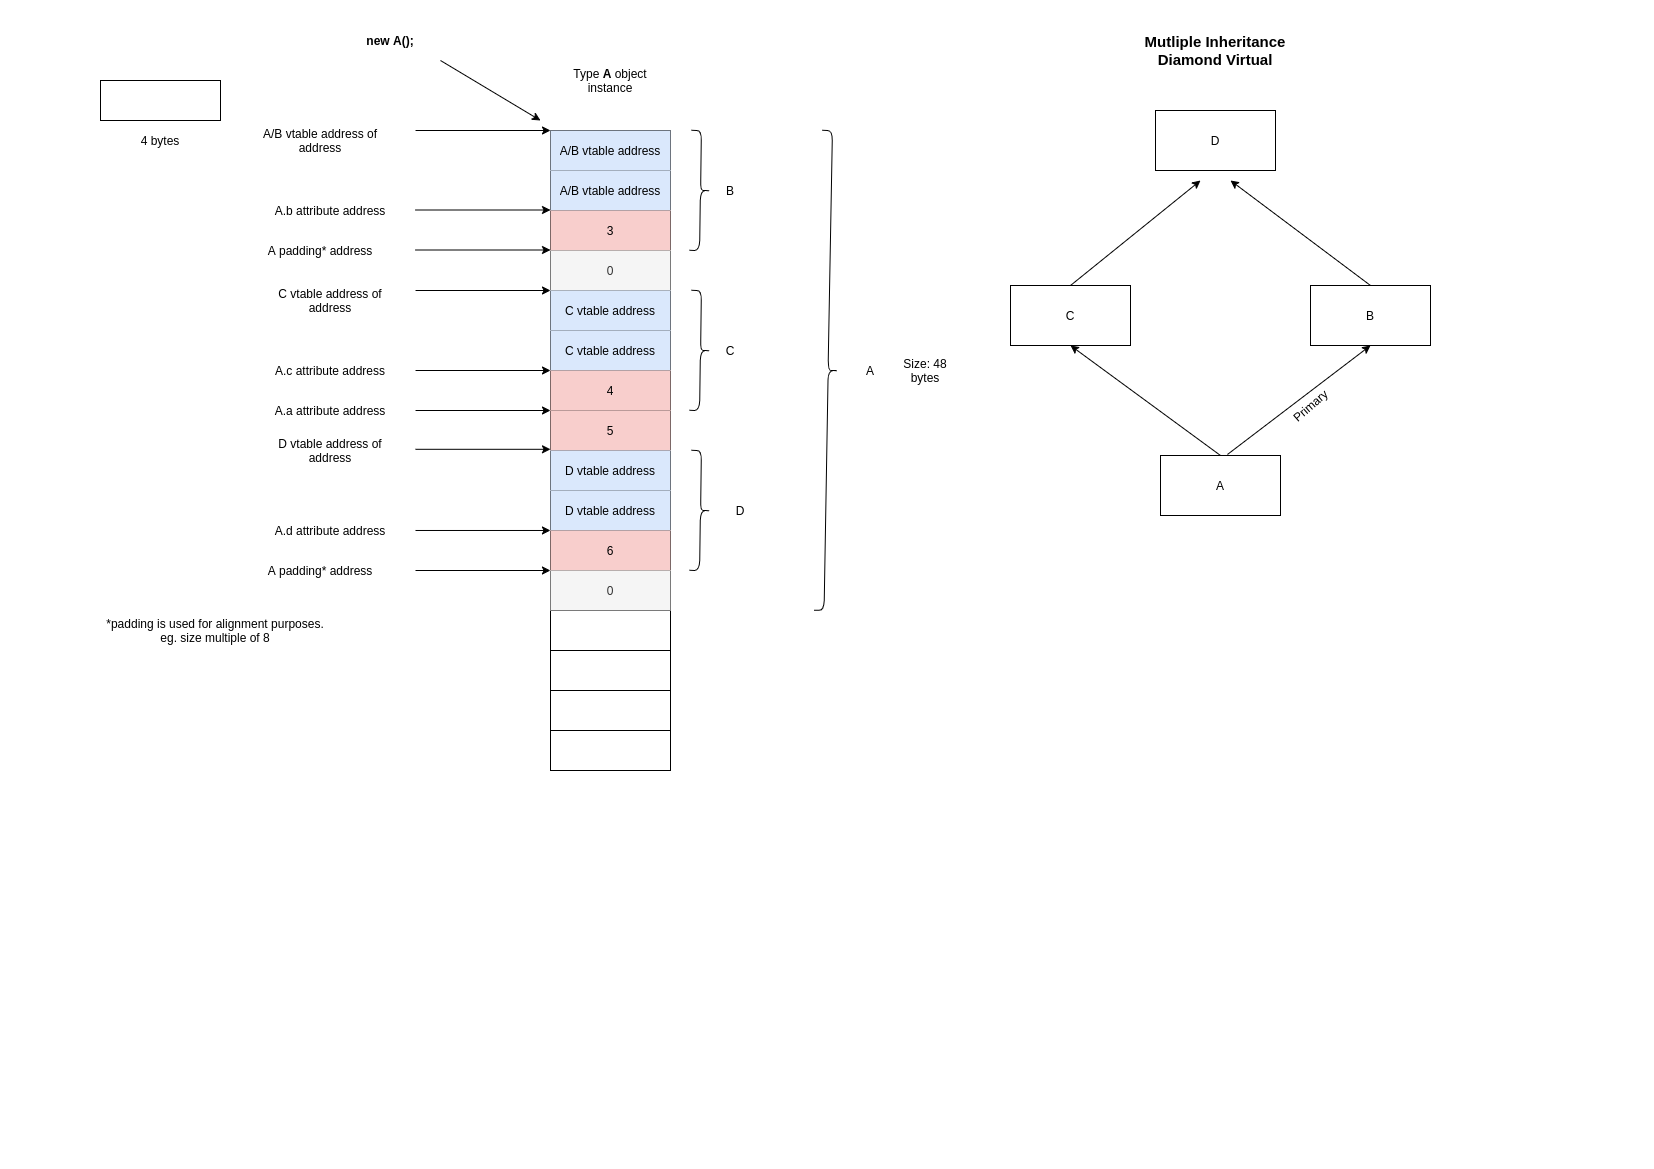 new A();
Mutliple Inheritance
Diamond Virtual
Type A object
instance
4 bytes
A/B vtable address of
address
A/B vtable address
A/B vtable address
B
A.b attribute address
3
A padding* address
0
C vtable address of
address
C vtable address
C vtable address
C
A.c attribute address
4
A.a attribute address
5
D vtable address of
address
D vtable address
D vtable address
D
A.d attribute address
6
A padding* address
0
*padding is used for alignment purposes.
eg. size multiple of 8
A
Size: 48
bytes
D
C
B
Primary
A